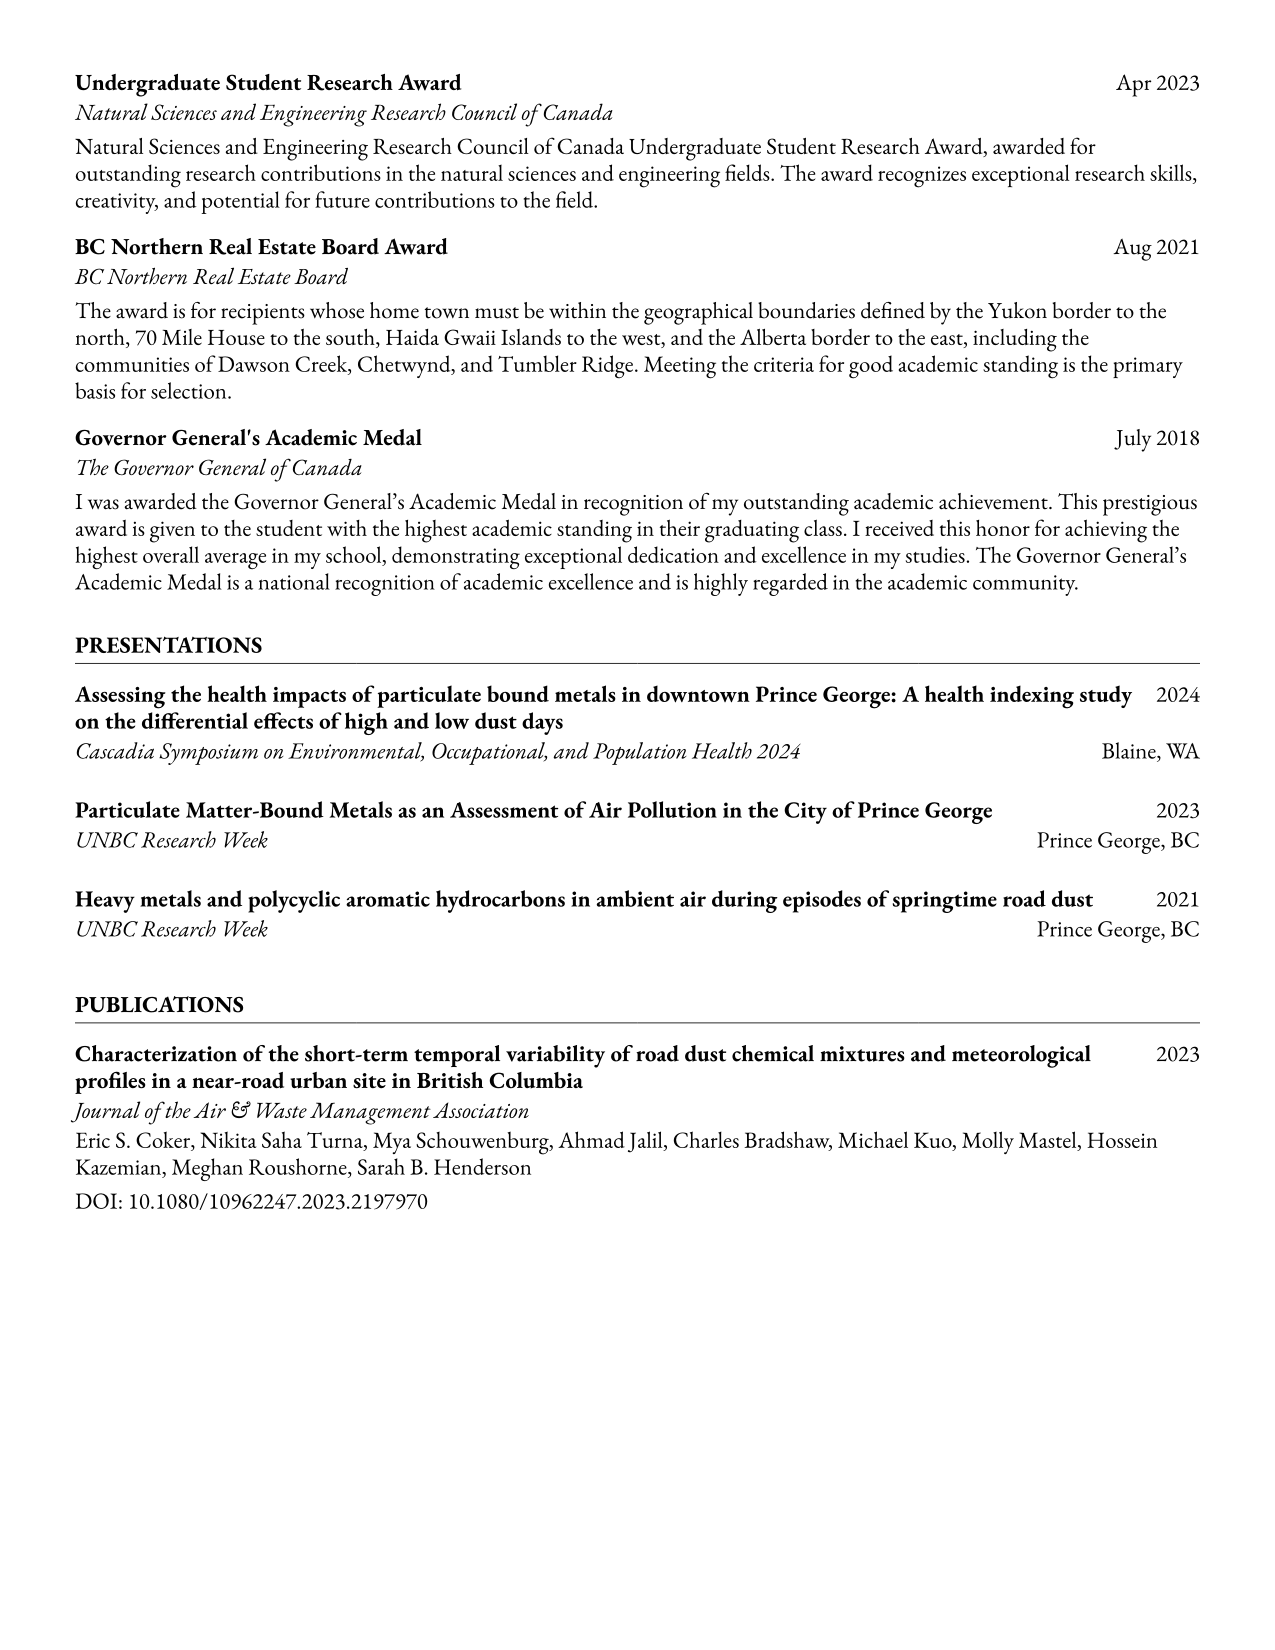 Undergraduate Student Research Award Apr 2023
Natural Sciences and Engineering Research Council of Canada
Natural Sciences and Engineering Research Council of Canada Undergraduate Student Research Award, awarded for
outstanding research contributions in the natural sciences and engineering fields. The award recognizes exceptional research skills,
creativity, and potential for future contributions to the field.
BC Northern Real Estate Board Award Aug 2021
BC Northern Real Estate Board
The award is for recipients whose home town must be within the geographical boundaries defined by the Yukon border to the
north, 70 Mile House to the south, Haida Gwaii Islands to the west, and the Alberta border to the east, including the
communities of Dawson Creek, Chetwynd, and Tumbler Ridge. Meeting the criteria for good academic standing is the primary
basis for selection.
Governor General's Academic Medal July 2018
The Governor General of Canada
I was awarded the Governor General’s Academic Medal in recognition of my outstanding academic achievement. This prestigious
award is given to the student with the highest academic standing in their graduating class. I received this honor for achieving the
highest overall average in my school, demonstrating exceptional dedication and excellence in my studies. The Governor General’s
Academic Medal is a national recognition of academic excellence and is highly regarded in the academic community.
PRESENTATIONS
Assessing the health impacts of particulate bound metals in downtown Prince George: A health indexing study 2024
on the differential effects of high and low dust days
Cascadia Symposium on Environmental, Occupational, and Population Health 2024 Blaine, WA
Particulate Matter-Bound Metals as an Assessment of Air Pollution in the City of Prince George 2023
UNBC Research Week Prince George, BC
Heavy metals and polycyclic aromatic hydrocarbons in ambient air during episodes of springtime road dust 2021
UNBC Research Week Prince George, BC
PUBLICATIONS
Characterization of the short-term temporal variability of road dust chemical mixtures and meteorological 2023
profiles in a near-road urban site in British Columbia
Journal of the Air & Waste Management Association
Eric S. Coker, Nikita Saha Turna, Mya Schouwenburg, Ahmad Jalil, Charles Bradshaw, Michael Kuo, Molly Mastel, Hossein
Kazemian, Meghan Roushorne, Sarah B. Henderson
DOI: 10.1080/10962247.2023.2197970